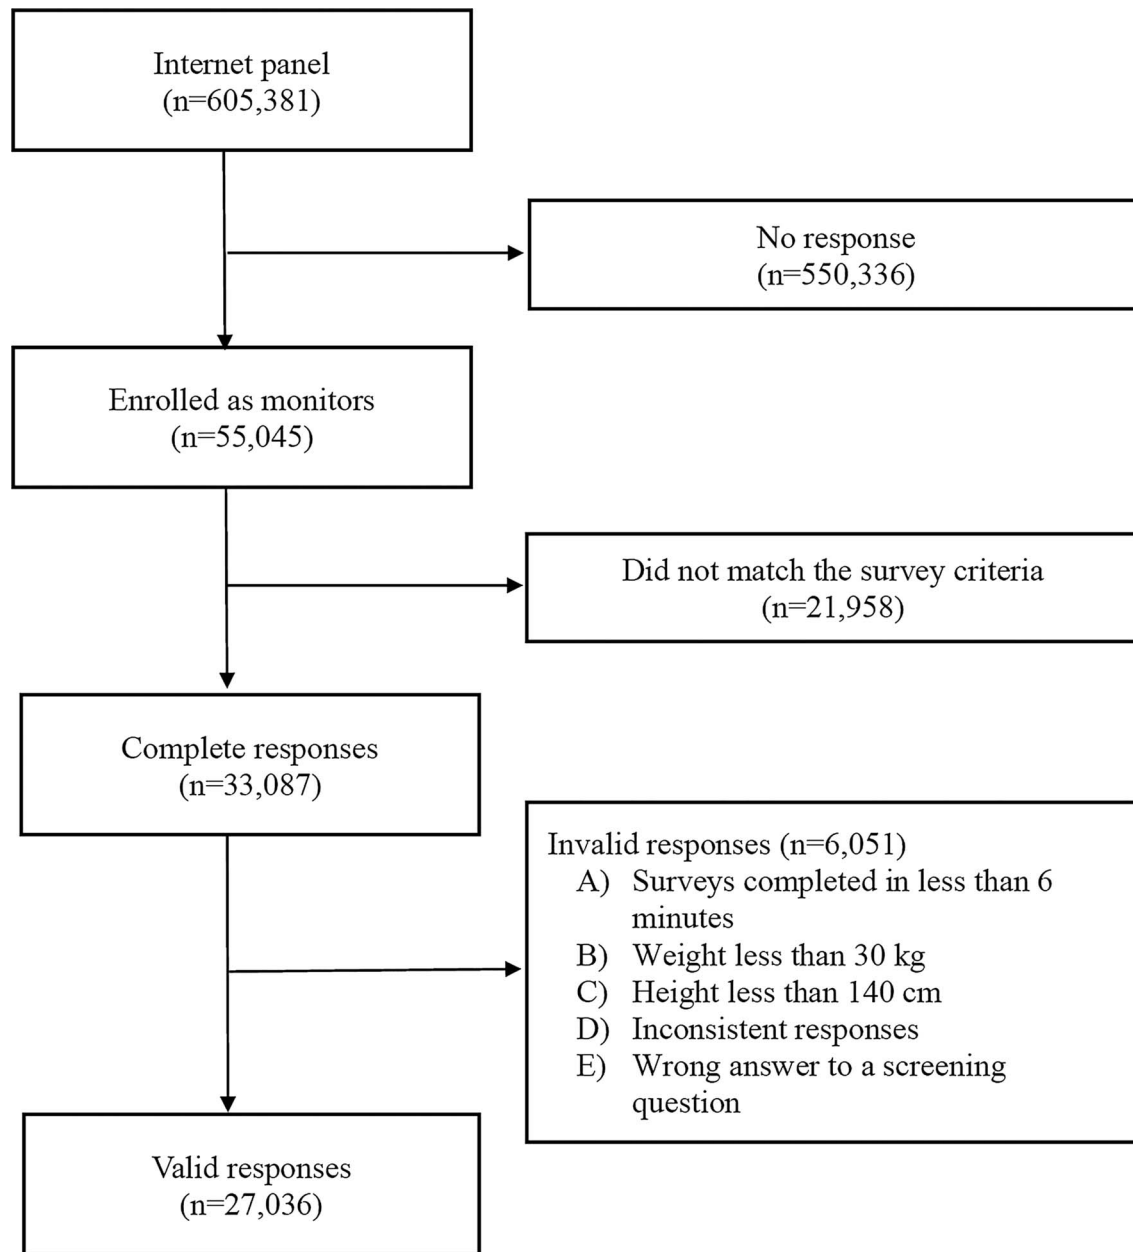 Internet panel
(n=605,381)
No response
(n=550,336)
Enrolled as monitors
(n=55,045)
Did not match the survey criteria
(n=21,958)
Complete responses
(n=33,087)
Invalid responses (n=6,051)
A) Surveys completed in less than 6
minutes
B) Weight less than 30 kg
C) Height less than 140 cm
D) Inconsistent responses
E) Wrong answer to a screening
question
Valid responses
(n=27,036)